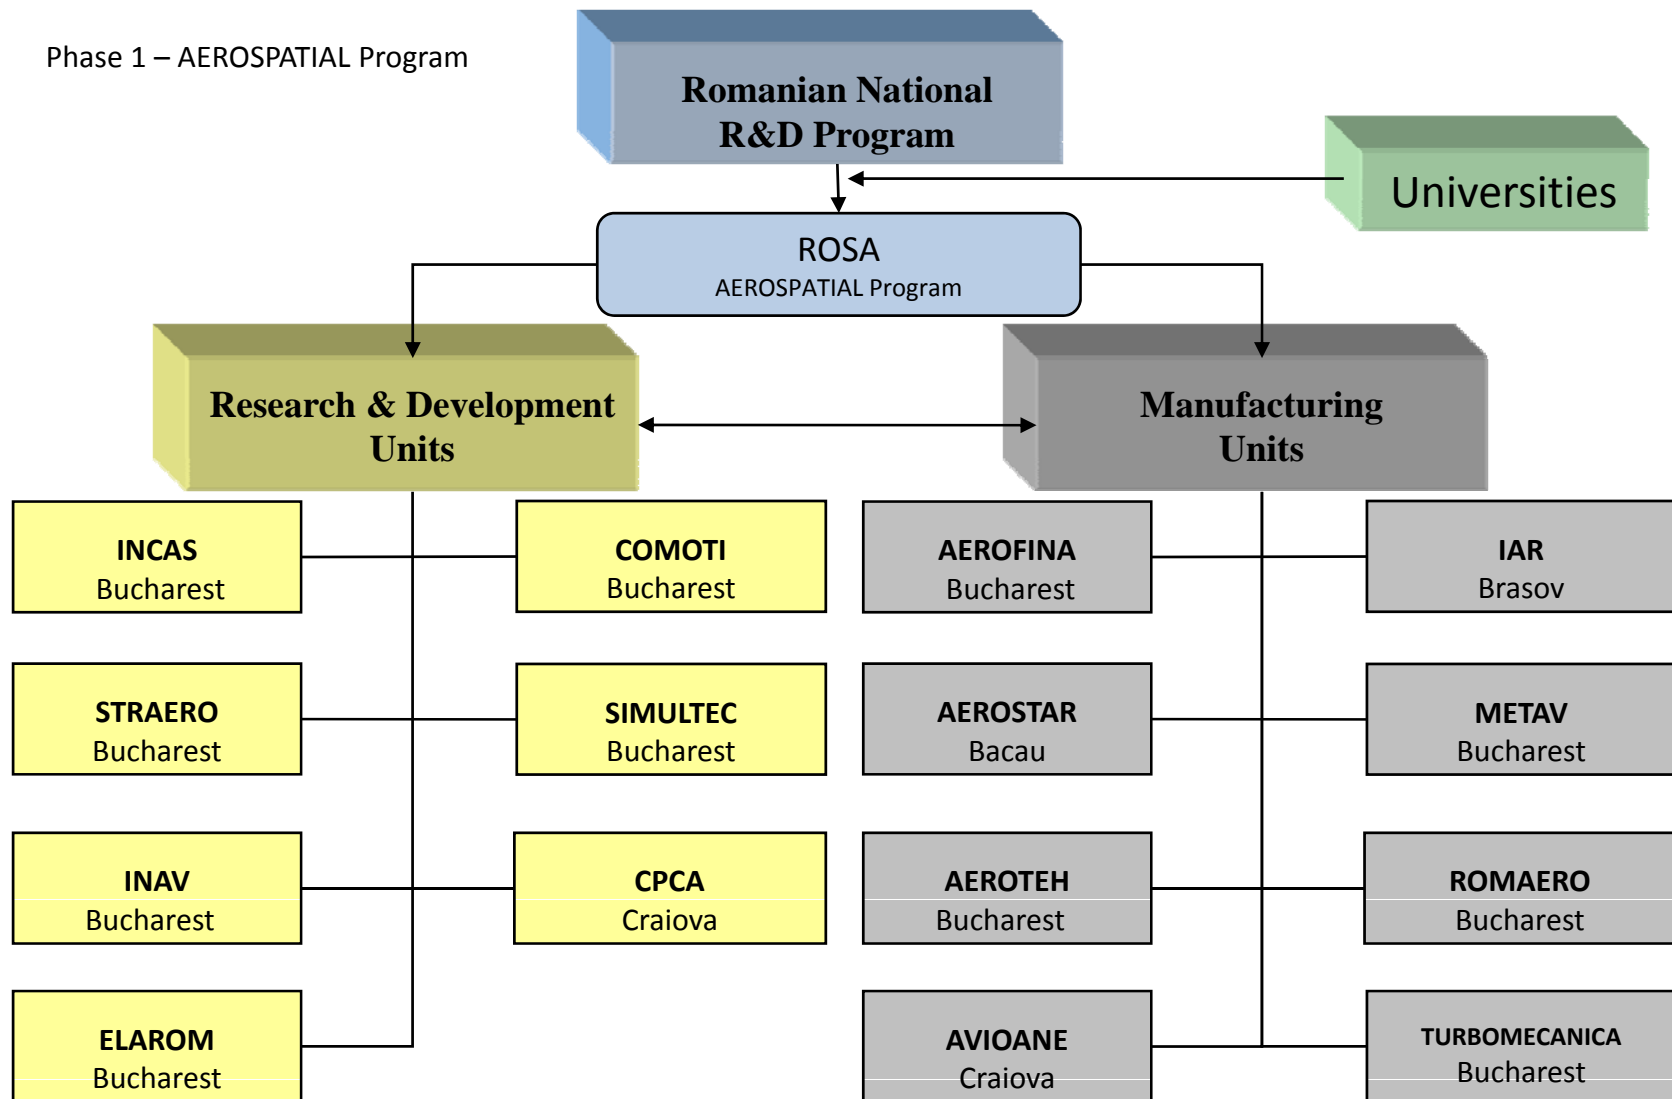 Phase 1 – AEROSPATIAL Program
Romanian National
R&D Program
Universities
ROSA
AEROSPATIAL Program
Research & Development
Units
Manufacturing
Units
INCAS
Bucharest
COMOTI
Bucharest
AEROFINA
Bucharest
IAR
Brasov
STRAERO
Bucharest
SIMULTEC
Bucharest
AEROSTAR
Bacau
METAV
Bucharest
INAV
Bucharest
CPCA
Craiova
AEROTEH
Bucharest
ROMAERO
Bucharest
ELAROM
Bucharest
AVIOANE
Craiova
TURBOMECANICA
Bucharest